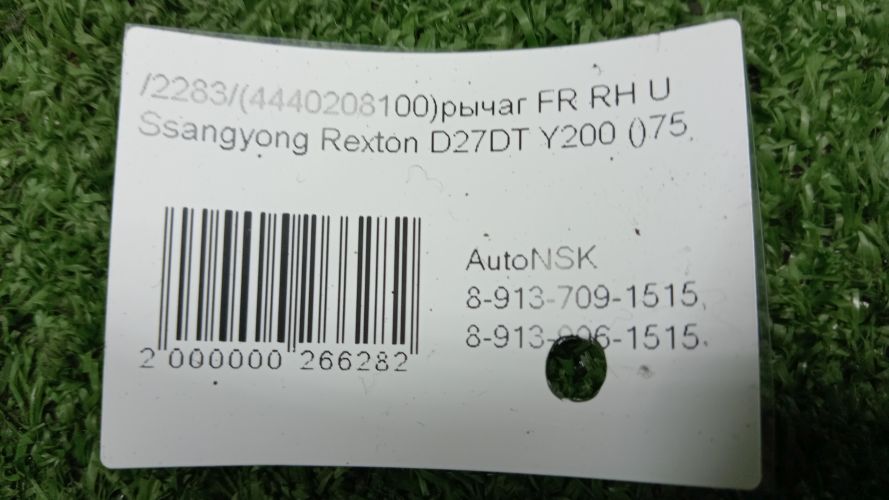 /2283/(4440208100)рычаг FR RH U
Ssangyong Rexton D27DT Y200 ()75,
AutoNSK
8-913-709-1515,
2 000000 266282